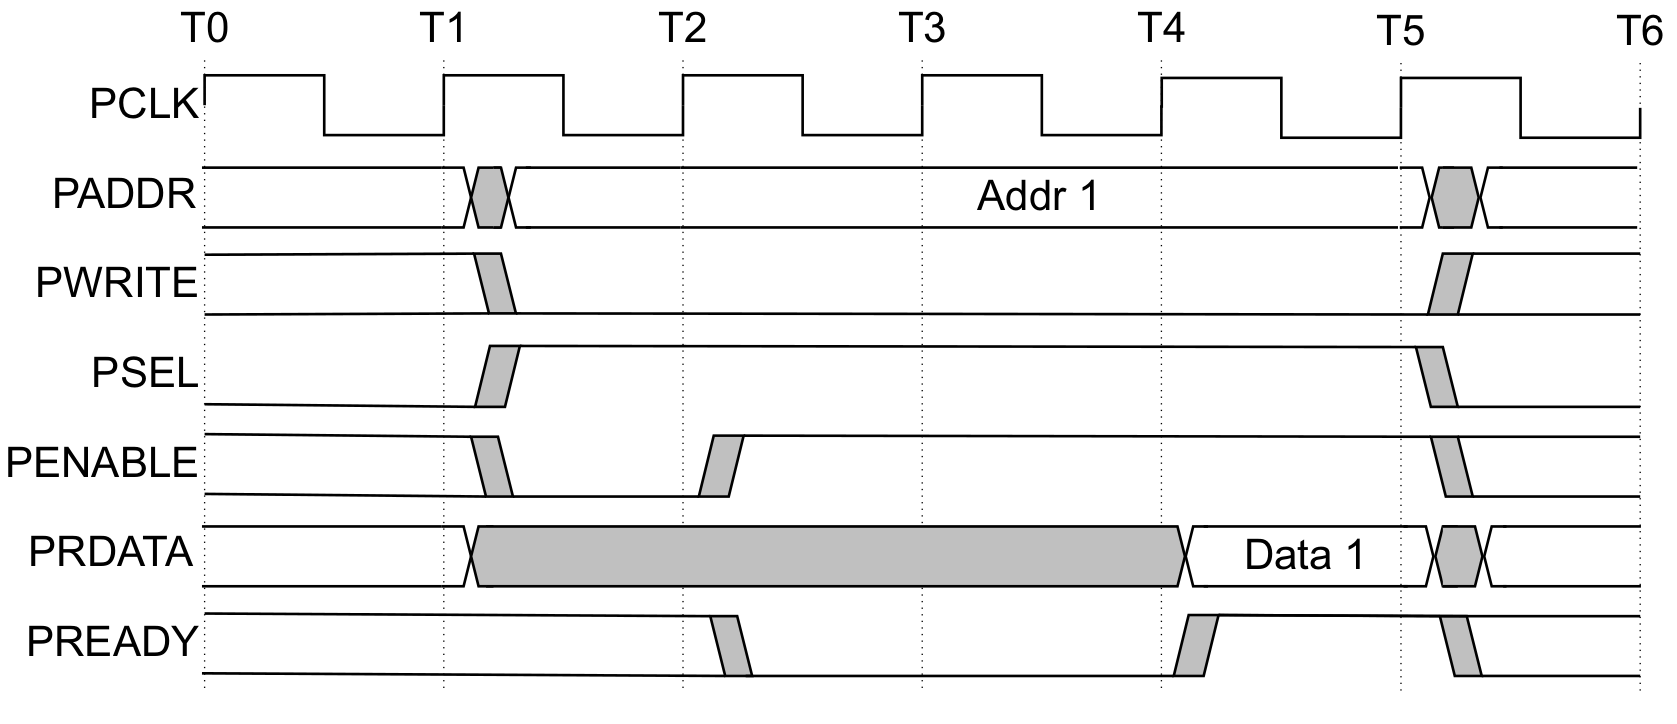 T0 T1 T2 T3 T4 T5 T6
PCLK
PADDR Addr 1
PWRITE
PSEL
PENABLE
PRDATA Data 1
PREADY